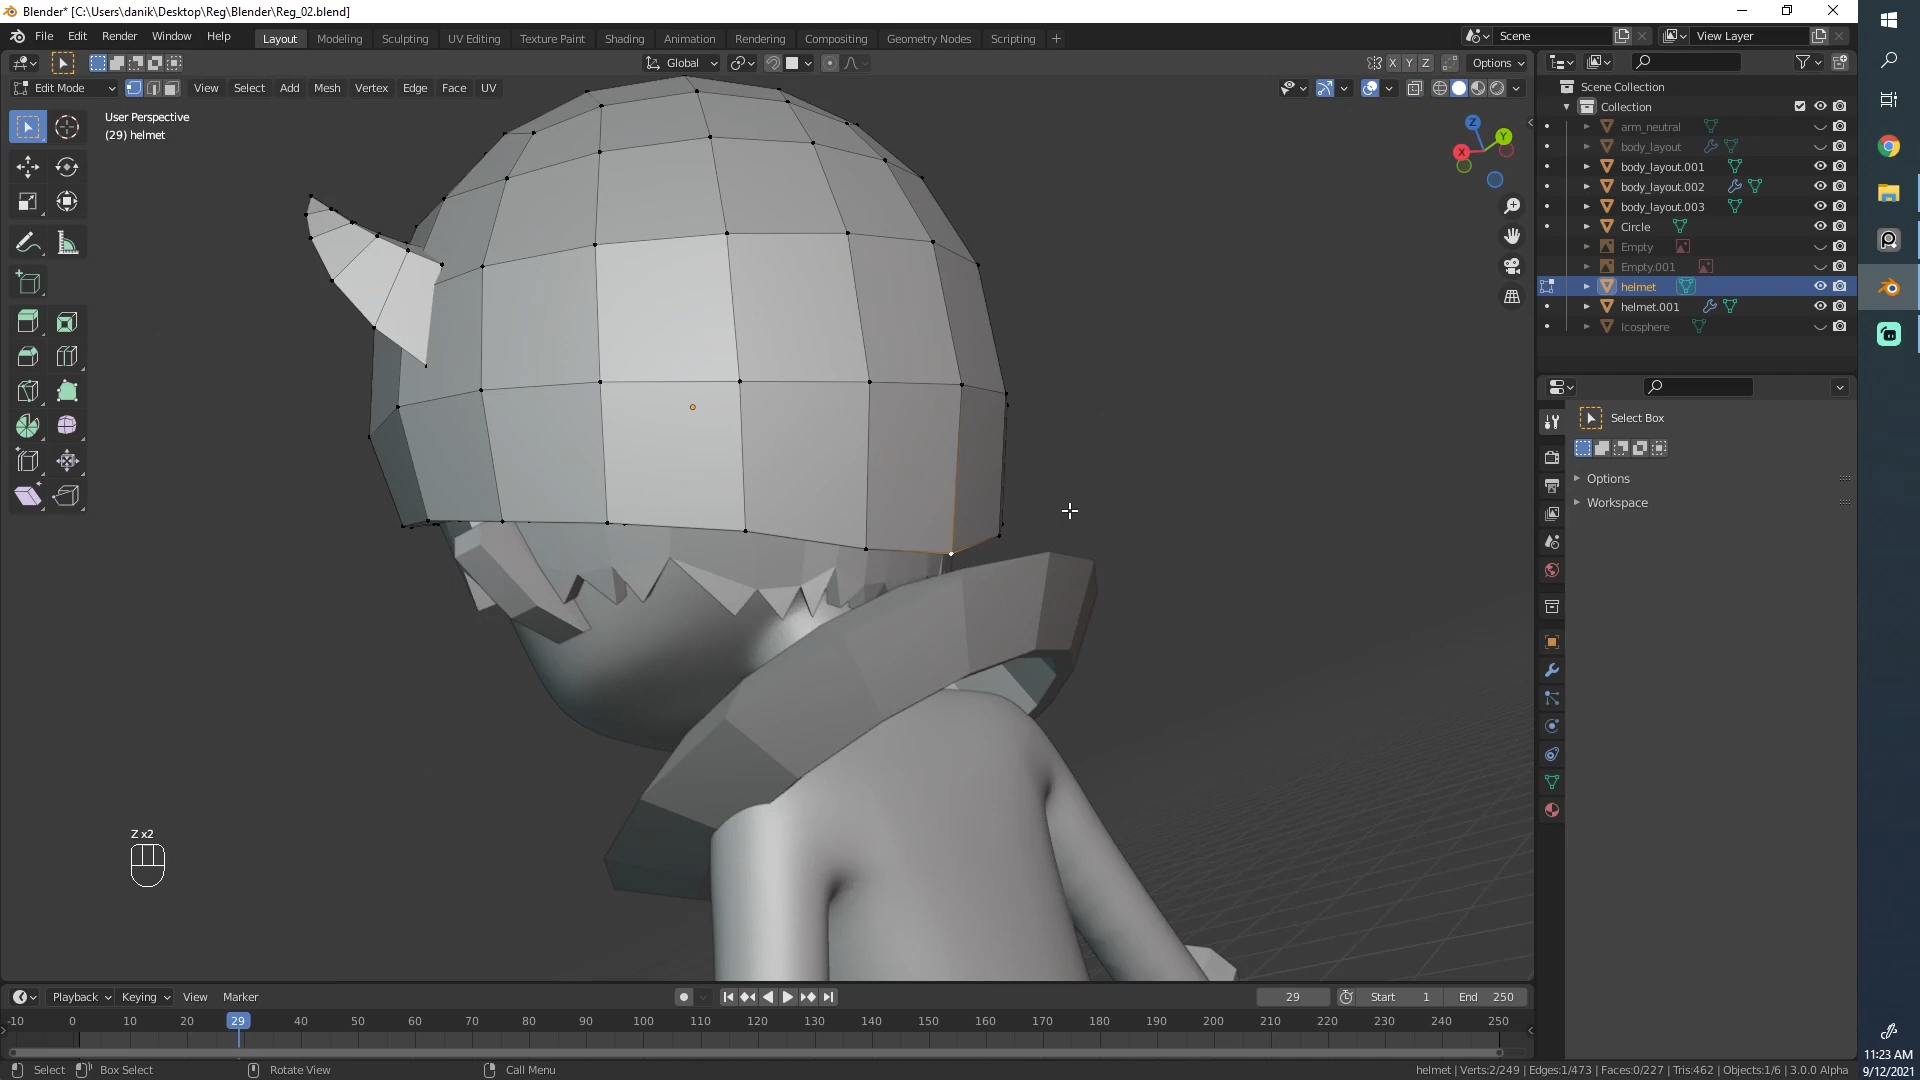 Blender* [C:\Users\danik\Desktop\Reg\Blender\Reg_02.blend]
File Edit Render Window Help
Layout Modeling Sculpting UV Editing Texture Paint Shading Animation Rendering Compositing Geometry Nodes Scripting +
Scene
View Layer
Global
X Y Z
Options
Edit Mode
View Select Add Mesh Vertex Edge Face UV
User Perspective
(29) helmet
Z
Y
X
Scene Collection
Collection
arm_neutral
body_layout
body_layout.001
body_layout.002
body_layout.003
Circle
Empty
Empty.001
helmet
helmet.001
Icosphere
Select Box
Options
Workspace
Z x2
Playback Keying View Marker
29
Start 1
End 250
-10 0 10 20 29 40 50 60 70 80 90 100 110 120 130 140 150 160 170 180 190 200 210 220 230 240 250
Select
Box Select
Rotate View
Call Menu
helmet | Verts:2/249 | Edges:1/473 | Faces:0/227 | Tris:462 | Objects:1/6 | 3.0.0 Alpha
11:23 AM
9/12/2021